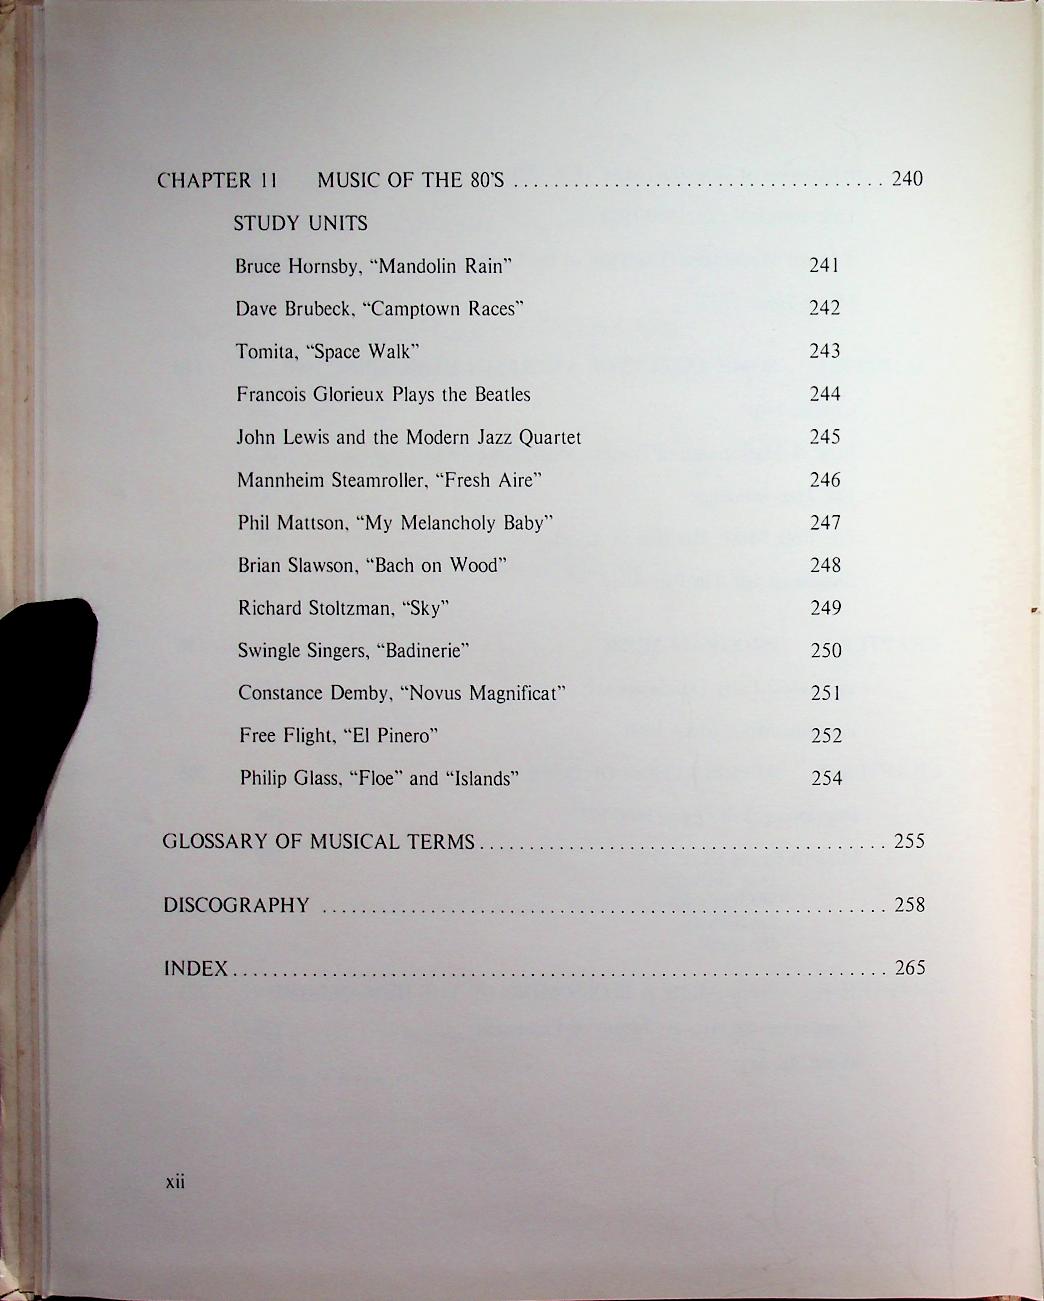 CHAPTER 11 MUSIC OF THE 80'S ..................................... 240
STUDY UNITS
Bruce Hornsby, “Mandolin Rain” 241
Dave Brubeck, “Camptown Races” 242
Tomita, “Space Walk” 243
Francois Glorieux Plays the Beatles 244
John Lewis and the Modern Jazz Quartet 245
Mannheim Steamroller, “Fresh Aire” 246
Phil Mattson, “My Melancholy Baby” 247
Brian Slawson, “Bach on Wood” 248
Richard Stoltzman, “Sky” 249
Swingle Singers, “Badinerie” 250
Constance Demby, “Novus Magnificat” 251
Free Flight, “El Pinero” 252
Philip Glass, “Floe” and “Islands” 254
GLOSSARY OF MUSICAL TERMS ......................................... 255
DISCOGRAPHY ......................................................... 258
INDEX .................................................................. 265
xii